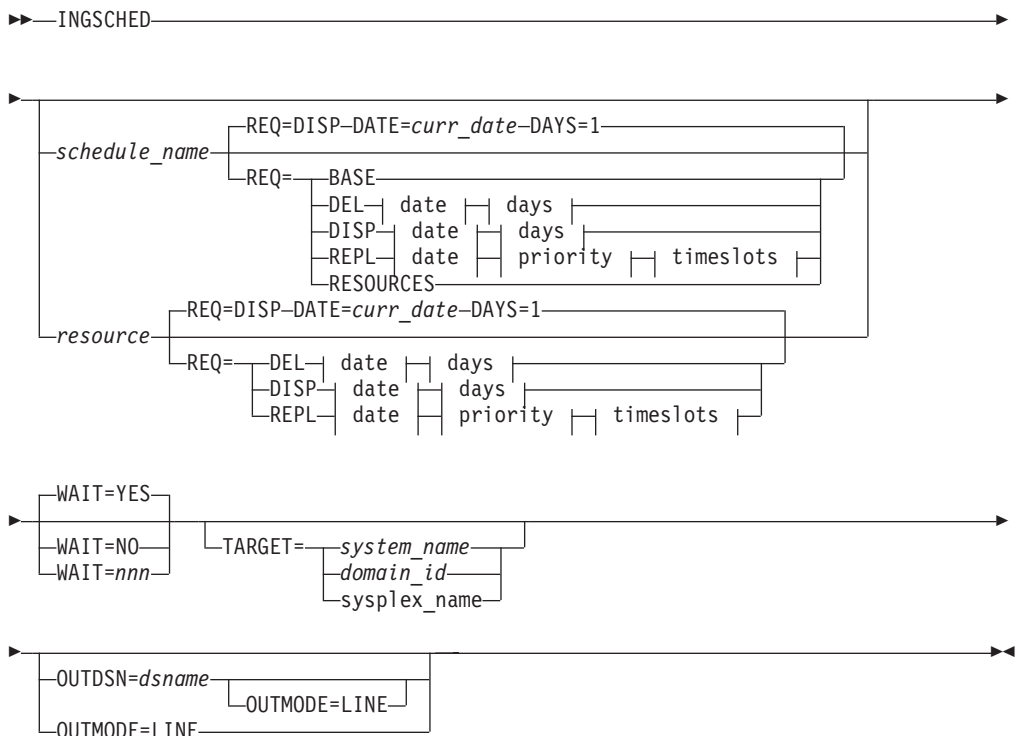 INGSCHED
REQ=DISP DATE=curr_date DAYS=1
schedule_name
REQ= BASE
DEL date days
DISP date days
REPL date priority timeslots
RESOURCES
REQ=DISP DATE=curr_date DAYS=1
resource
REQ= DEL date days
DISP date days
REPL date priority timeslots
WAIT=YES
WAIT=NO TARGET= system_name
WAIT=nnn domain_id
sysplex_name
OUTDSN=dsname
OUTMODE=LINE
OUTMODE=LINE